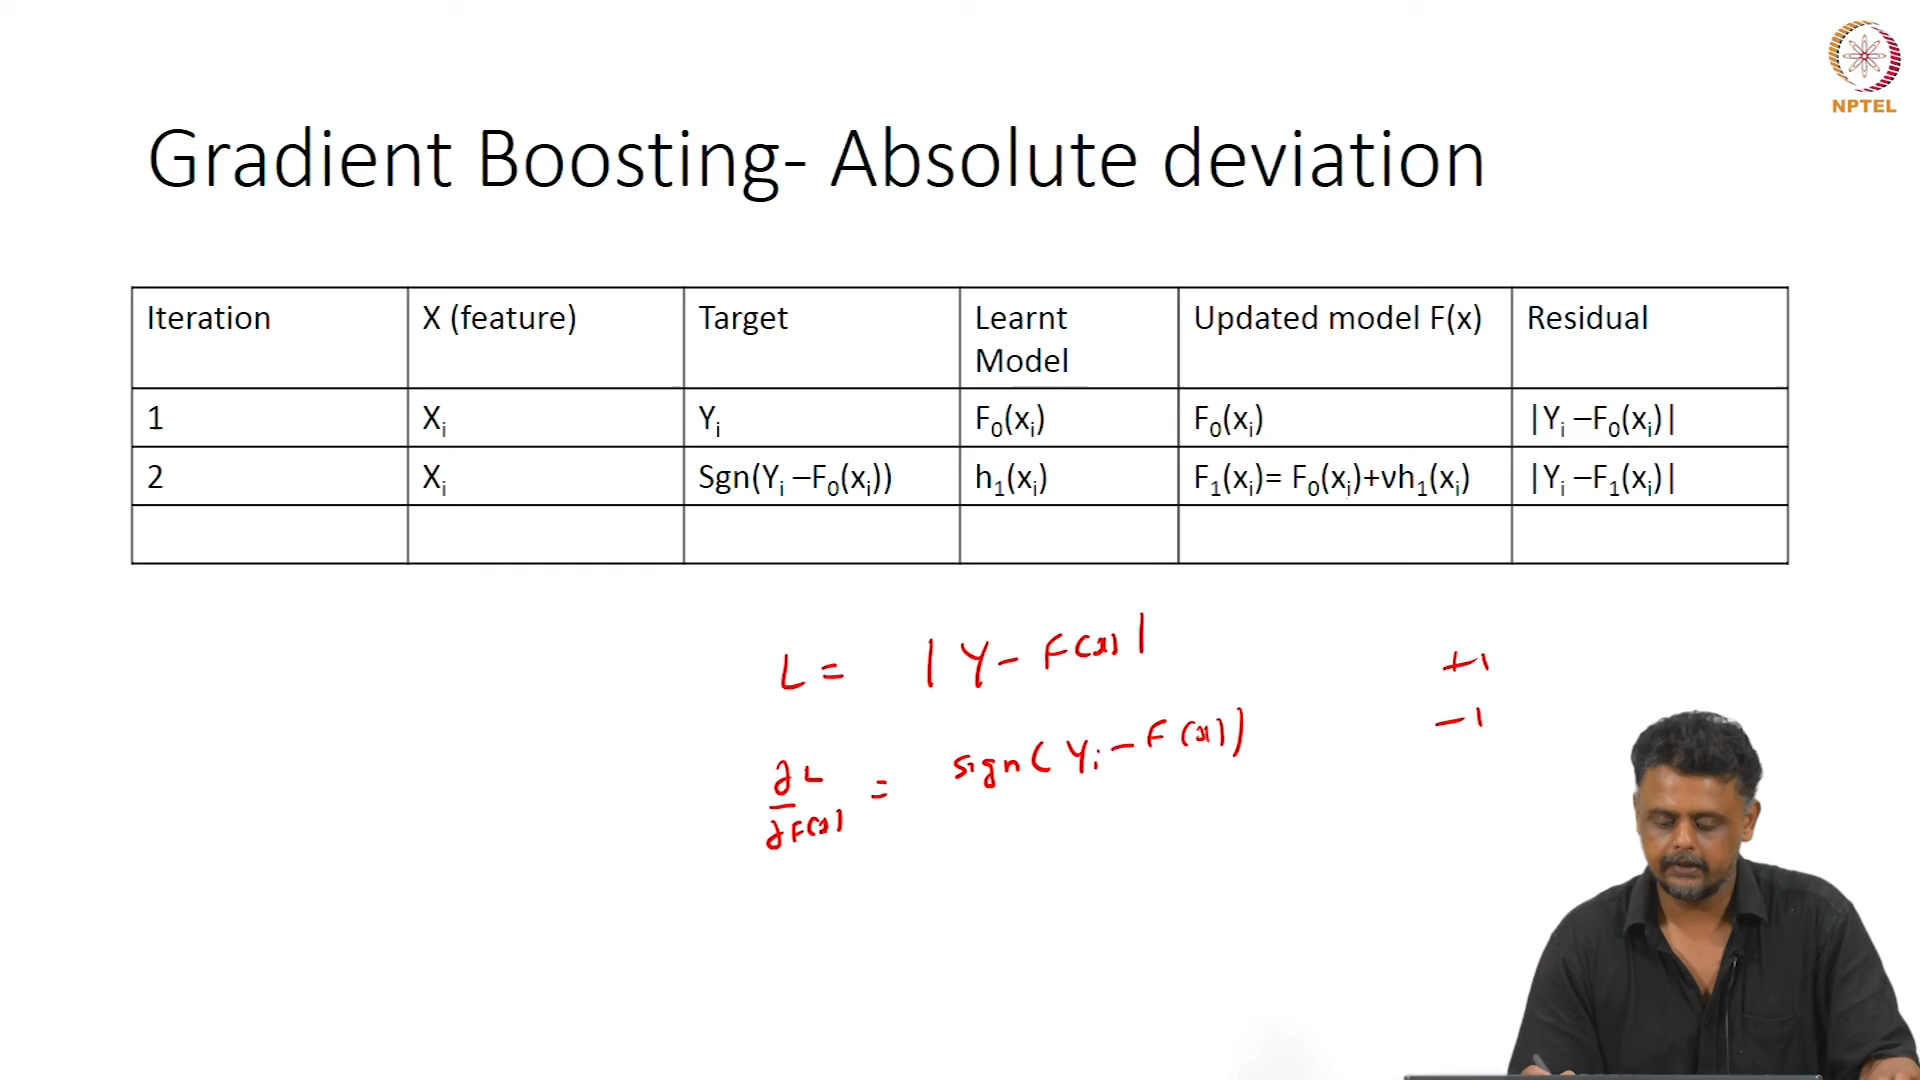 NPTEL
Gradient Boosting- Absolute deviation
Iteration X (feature) Target Learnt Model Updated model F(x) Residual
1 Xᵢ Yᵢ F₀(xᵢ) F₀(xᵢ) |Yᵢ –F₀(xᵢ)|
2 Xᵢ Sgn(Yᵢ –F₀(xᵢ)) h₁(xᵢ) F₁(xᵢ)= F₀(xᵢ)+νh₁(xᵢ) |Yᵢ –F₁(xᵢ)|
L = | Y - F(x) |
+1
-1
∂L/∂F(x) = sign( Yᵢ - F(x))